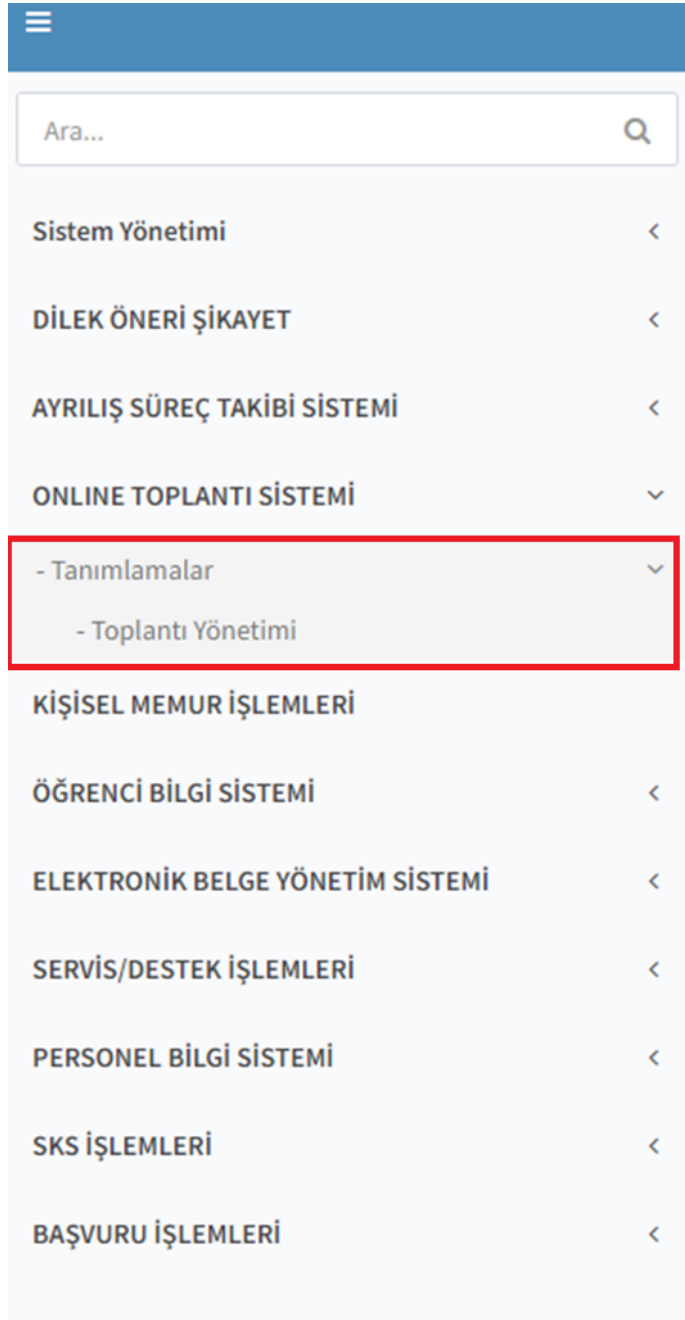 Ara...
Sistem Yönetimi
DİLEK ÖNERİ ŞİKAYET
AYRILIŞ SÜREÇ TAKİBİ SİSTEMİ
ONLINE TOPLANTI SİSTEMİ
- Tanımlamalar
- Toplantı Yönetimi
KİŞİSEL MEMUR İŞLEMLERİ
ÖĞRENCİ BİLGİ SİSTEMİ
ELEKTRONİK BELGE YÖNETİM SİSTEMİ
SERVİS/DESTEK İŞLEMLERİ
PERSONEL BİLGİ SİSTEMİ
SKS İŞLEMLERİ
BAŞVURU İŞLEMLERİ